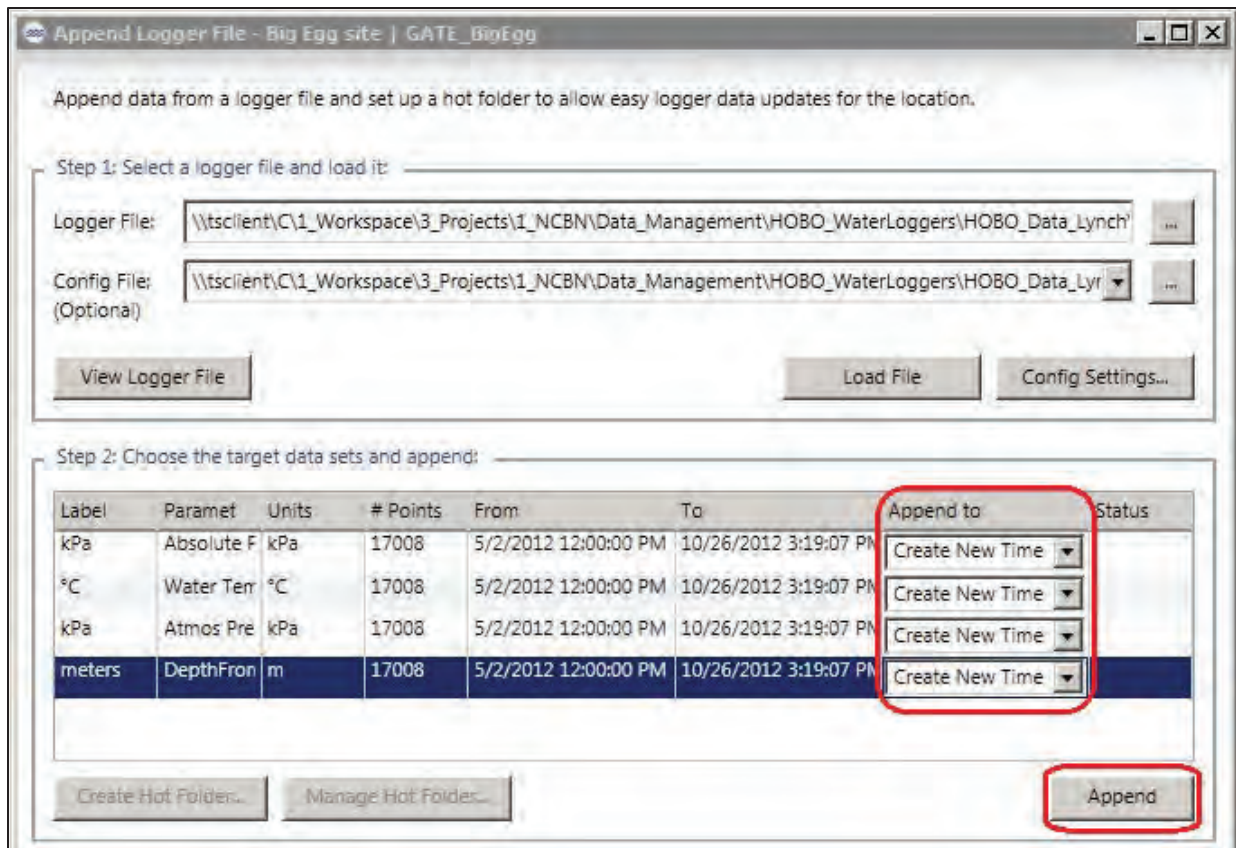 Append Logger File - Big Egg site | GATE_BigEgg
Append data from a logger file and set up a hot folder to allow easy logger data updates for the location.
Step 1: Select a logger file and load it:
Logger File: \\tsclient\C\1_Workspace\3_Projects\1_NCBN\Data_Management\HOBO_WaterLoggers\HOBO_Data_Lynch\ ...
Config File: \\tsclient\C\1_Workspace\3_Projects\1_NCBN\Data_Management\HOBO_WaterLoggers\HOBO_Data_Lyr ...
(Optional)
View Logger File Load File Config Settings...
Step 2: Choose the target data sets and append:
Label Paramet Units # Points From To Append to Status
kPa Absolute F kPa 17008 5/2/2012 12:00:00 PM 10/26/2012 3:19:07 PM Create New Time
°C Water Tem °C 17008 5/2/2012 12:00:00 PM 10/26/2012 3:19:07 PM Create New Time
kPa Atmos Pre kPa 17008 5/2/2012 12:00:00 PM 10/26/2012 3:19:07 PM Create New Time
meters DepthFron m 17008 5/2/2012 12:00:00 PM 10/26/2012 3:19:07 PM Create New Time
Create Hot Folder... Manage Hot Folder... Append